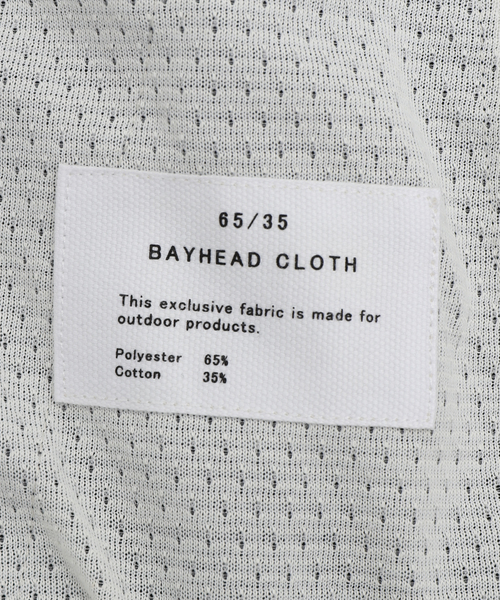 65/35
BAYHEAD CLOTH
This exclusive fabric is made for
outdoor products.
Polyester 65%
Cotton 35%